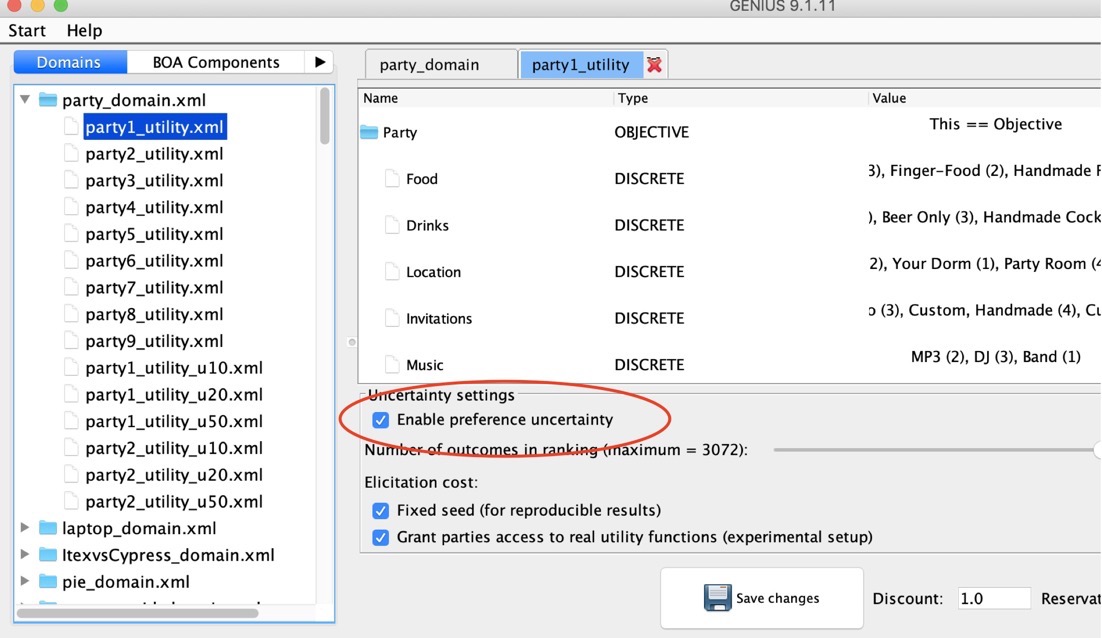 GENIUS 9.1.11
Start Help
Domains BOA Components
party_domain party1_utility
party_domain.xml
party1_utility.xml
party2_utility.xml
party3_utility.xml
party4_utility.xml
party5_utility.xml
party6_utility.xml
party7_utility.xml
party8_utility.xml
party9_utility.xml
party1_utility_u10.xml
party1_utility_u20.xml
party1_utility_u50.xml
party2_utility_u10.xml
party2_utility_u20.xml
party2_utility_u50.xml
laptop_domain.xml
ItexvsCypress_domain.xml
pie_domain.xml
Name Type Value
Party OBJECTIVE This == Objective
Food DISCRETE 3), Finger-Food (2), Handmade
Drinks DISCRETE ), Beer Only (3), Handmade Cock
Location DISCRETE 2), Your Dorm (1), Party Room (4
Invitations DISCRETE o (3), Custom, Handmade (4), Cu
Music DISCRETE MP3 (2), DJ (3), Band (1)
Uncertainty settings
Enable preference uncertainty
Number of outcomes in ranking (maximum = 3072):
Elicitation cost:
Fixed seed (for reproducible results)
Grant parties access to real utility functions (experimental setup)
Save changes Discount: 1.0 Reservat